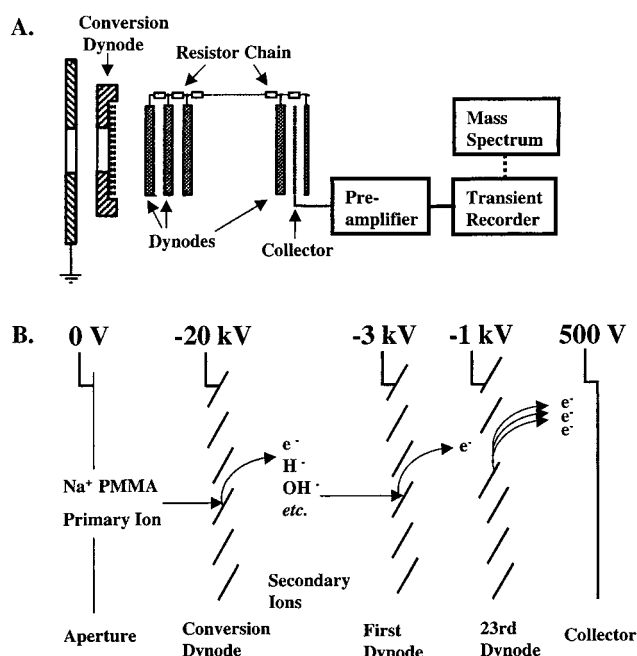 A.
Conversion
Dynode
Resistor Chain
Dynodes
Collector
Pre-
amplifier
Mass
Spectrum
Transient
Recorder
B.
0 V
-20 kV
-3 kV
-1 kV
500 V
Na⁺ PMMA
Primary Ion
e⁻
H⁻
OH⁻
etc.
e⁻
e⁻
e⁻
e⁻
Secondary
Ions
Aperture
Conversion
Dynode
First
Dynode
23rd
Dynode
Collector